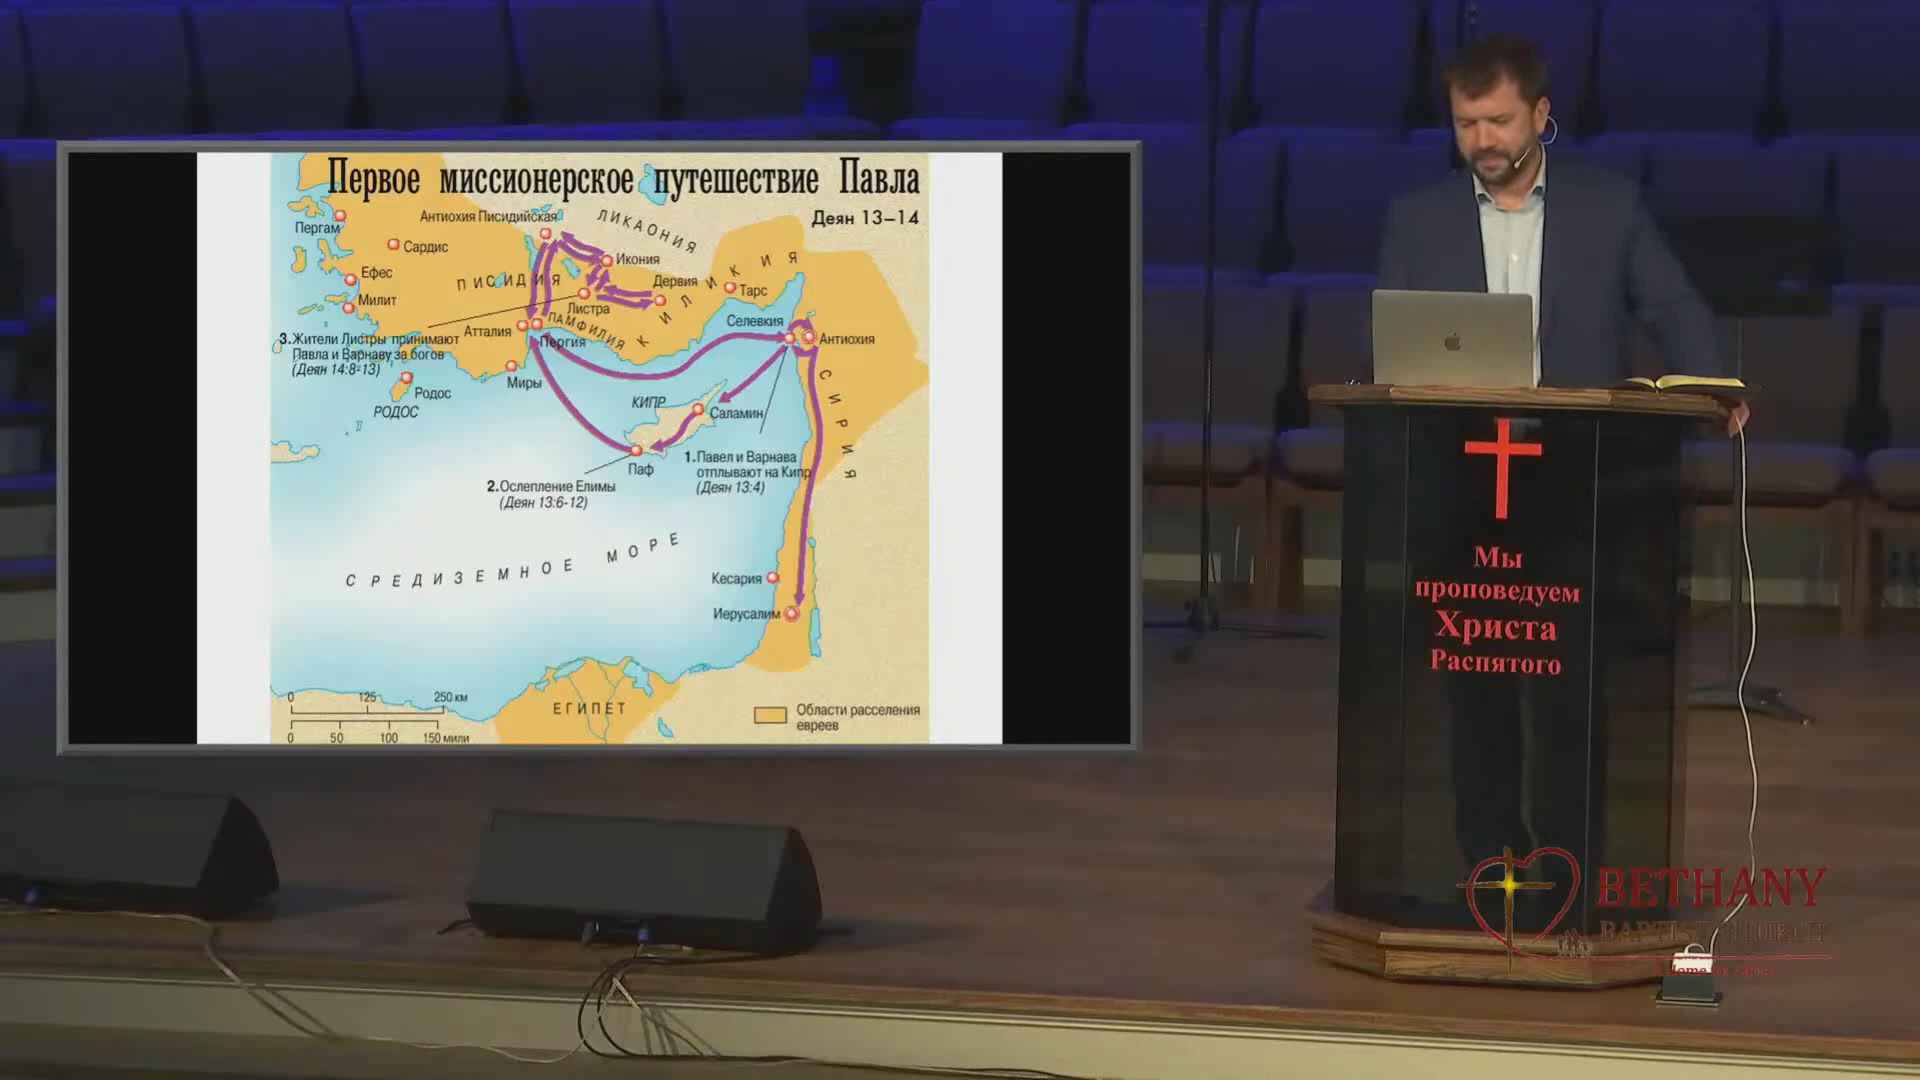 Первое миссионерское путешествие Павла
Деян 13–14
Антиохия Писидийская
ЛИКАОНИЯ
Пергам
Сардис
Икония
КИЛИКИЯ
Ефес
ПИСИДИЯ
Дервия
Тарс
Милит
Листра
Атталия
ПАМФИЛИЯ
Пергия
Селевкия
Антиохия
3. Жители Листры принимают
Павла и Варнаву за богов
(Деян 14:8-13)
Миры
Родос
РОДОС
КИПР
Саламин
СИРИЯ
Паф
1. Павел и Варнава
отплывают на Кипр
(Деян 13:4)
2. Ослепление Елимы
(Деян 13:6-12)
СРЕДИЗЕМНОЕ МОРЕ
Кесария
Иерусалим
0 125 250 км
0 50 100 150 мили
ЕГИПЕТ
Области расселения
евреев
Мы
проповедуем
Христа
Распятого
BETHANY
BAPTIST CHURCH